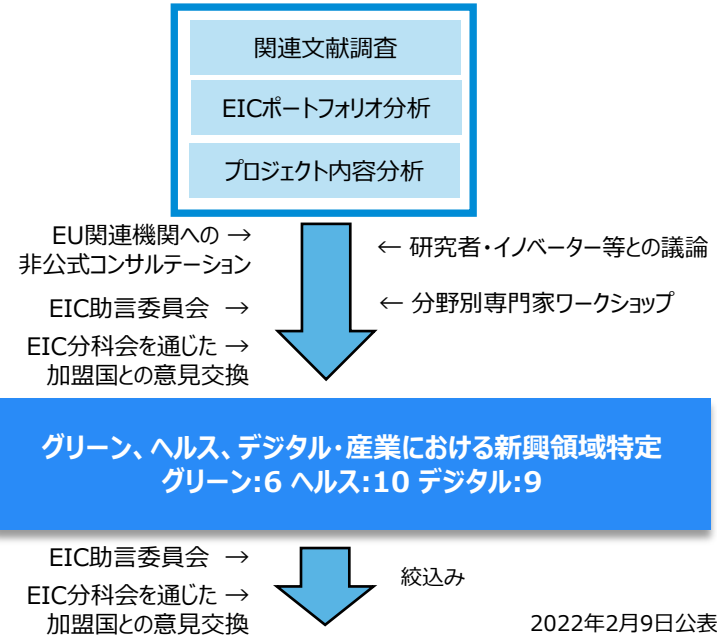 関連文献調査
EICポートフォリオ分析
プロジェクト内容分析
EU関連機関への →
非公式コンサルテーション
← 研究者・イノベーター等との議論
EIC助言委員会 →
← 分野別専門家ワークショップ
EIC分科会を通じた →
加盟国との意見交換
グリーン、ヘルス、デジタル・産業における新興領域特定
グリーン:6 ヘルス:10 デジタル:9
EIC助言委員会 →
絞込み
EIC分科会を通じた →
加盟国との意見交換
2022年2月9日公表